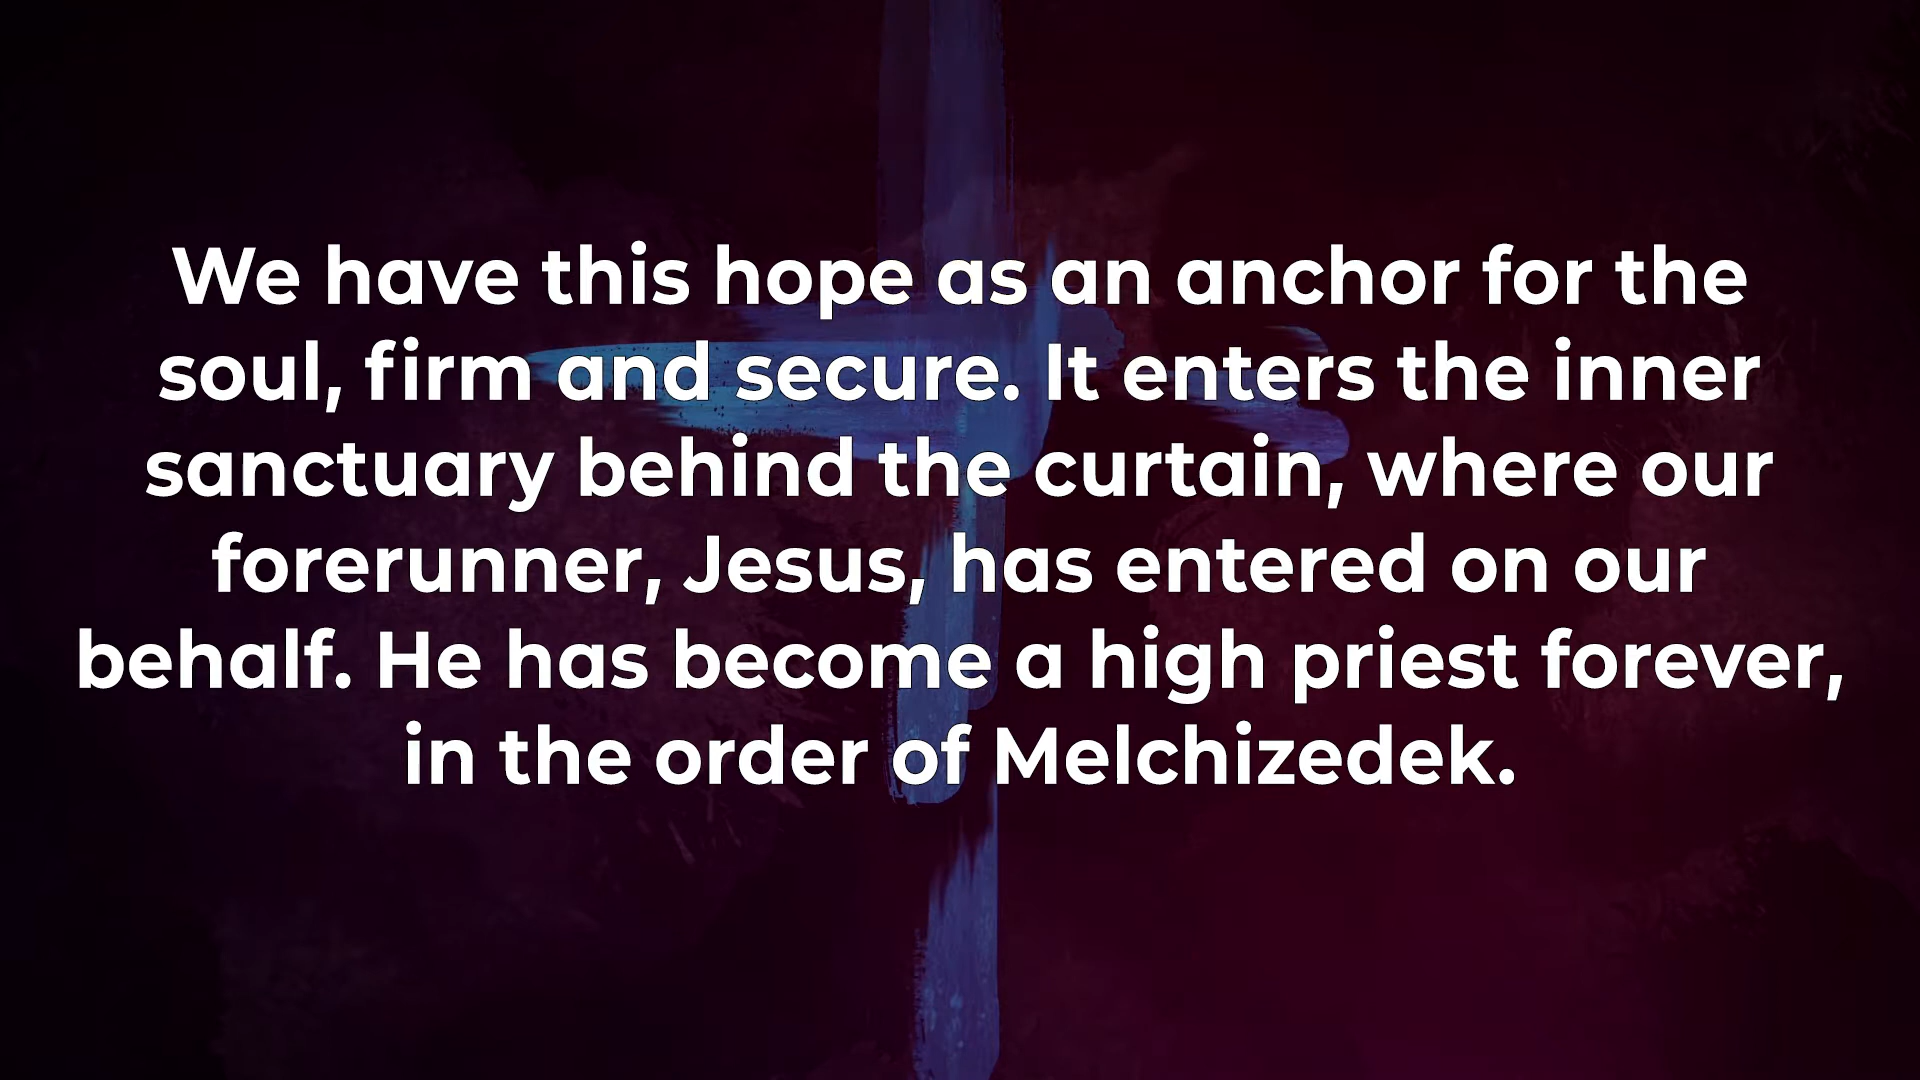 We have this hope as an anchor for the
soul, firm and secure. It enters the inner
sanctuary behind the curtain, where our
forerunner, Jesus, has entered on our
behalf. He has become a high priest forever,
in the order of Melchizedek.